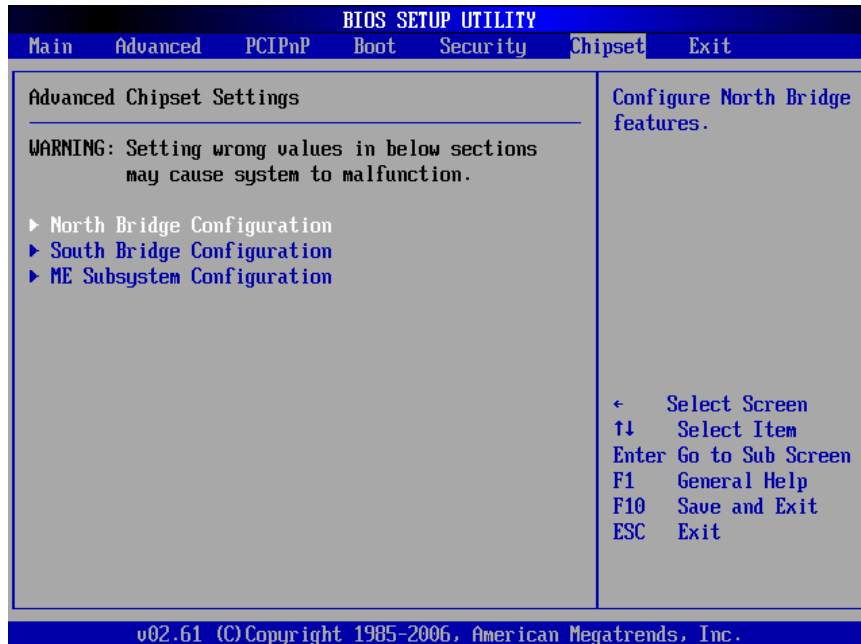 BIOS SETUP UTILITY
Main Advanced PCIPnP Boot Security Chipset Exit
Advanced Chipset Settings
WARNING: Setting wrong values in below sections
may cause system to malfunction.
▶ North Bridge Configuration
▶ South Bridge Configuration
▶ ME Subsystem Configuration
Configure North Bridge
features.
← Select Screen
↑↓ Select Item
Enter Go to Sub Screen
F1 General Help
F10 Save and Exit
ESC Exit
v02.61 (C)Copyright 1985-2006, American Megatrends, Inc.